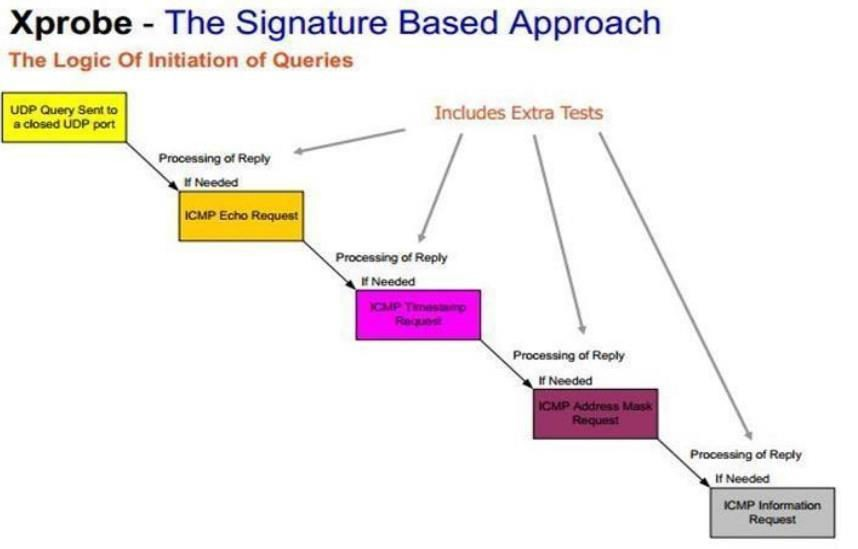 Xprobe - The Signature Based Approach
The Logic Of Initiation of Queries
UDP Query Sent to
a closed UDP port
Includes Extra Tests
Processing of Reply
If Needed
ICMP Echo Request
Processing of Reply
If Needed
ICMP Timestamp
Request
Processing of Reply
If Needed
ICMP Address Mask
Request
Processing of Reply
If Needed
ICMP Information
Request